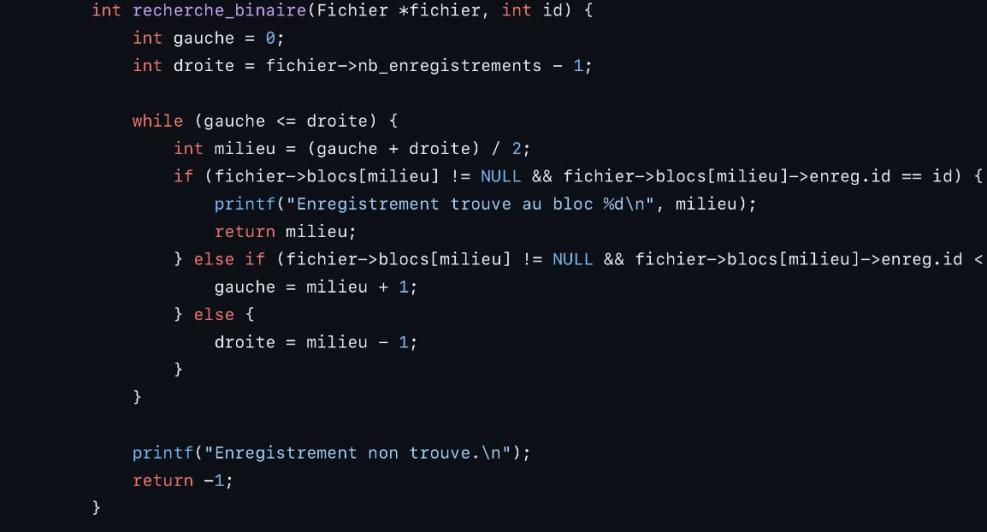 int recherche_binaire(Fichier *fichier, int id) {
int gauche = 0;
int droite = fichier->nb_enregistrements - 1;
while (gauche <= droite) {
int milieu = (gauche + droite) / 2;
if (fichier->blocs[milieu] != NULL && fichier->blocs[milieu]->enreg.id == id) {
printf("Enregistrement trouve au bloc %d\n", milieu);
return milieu;
} else if (fichier->blocs[milieu] != NULL && fichier->blocs[milieu]->enreg.id <
gauche = milieu + 1;
} else {
droite = milieu - 1;
}
}
printf("Enregistrement non trouve.\n");
return -1;
}